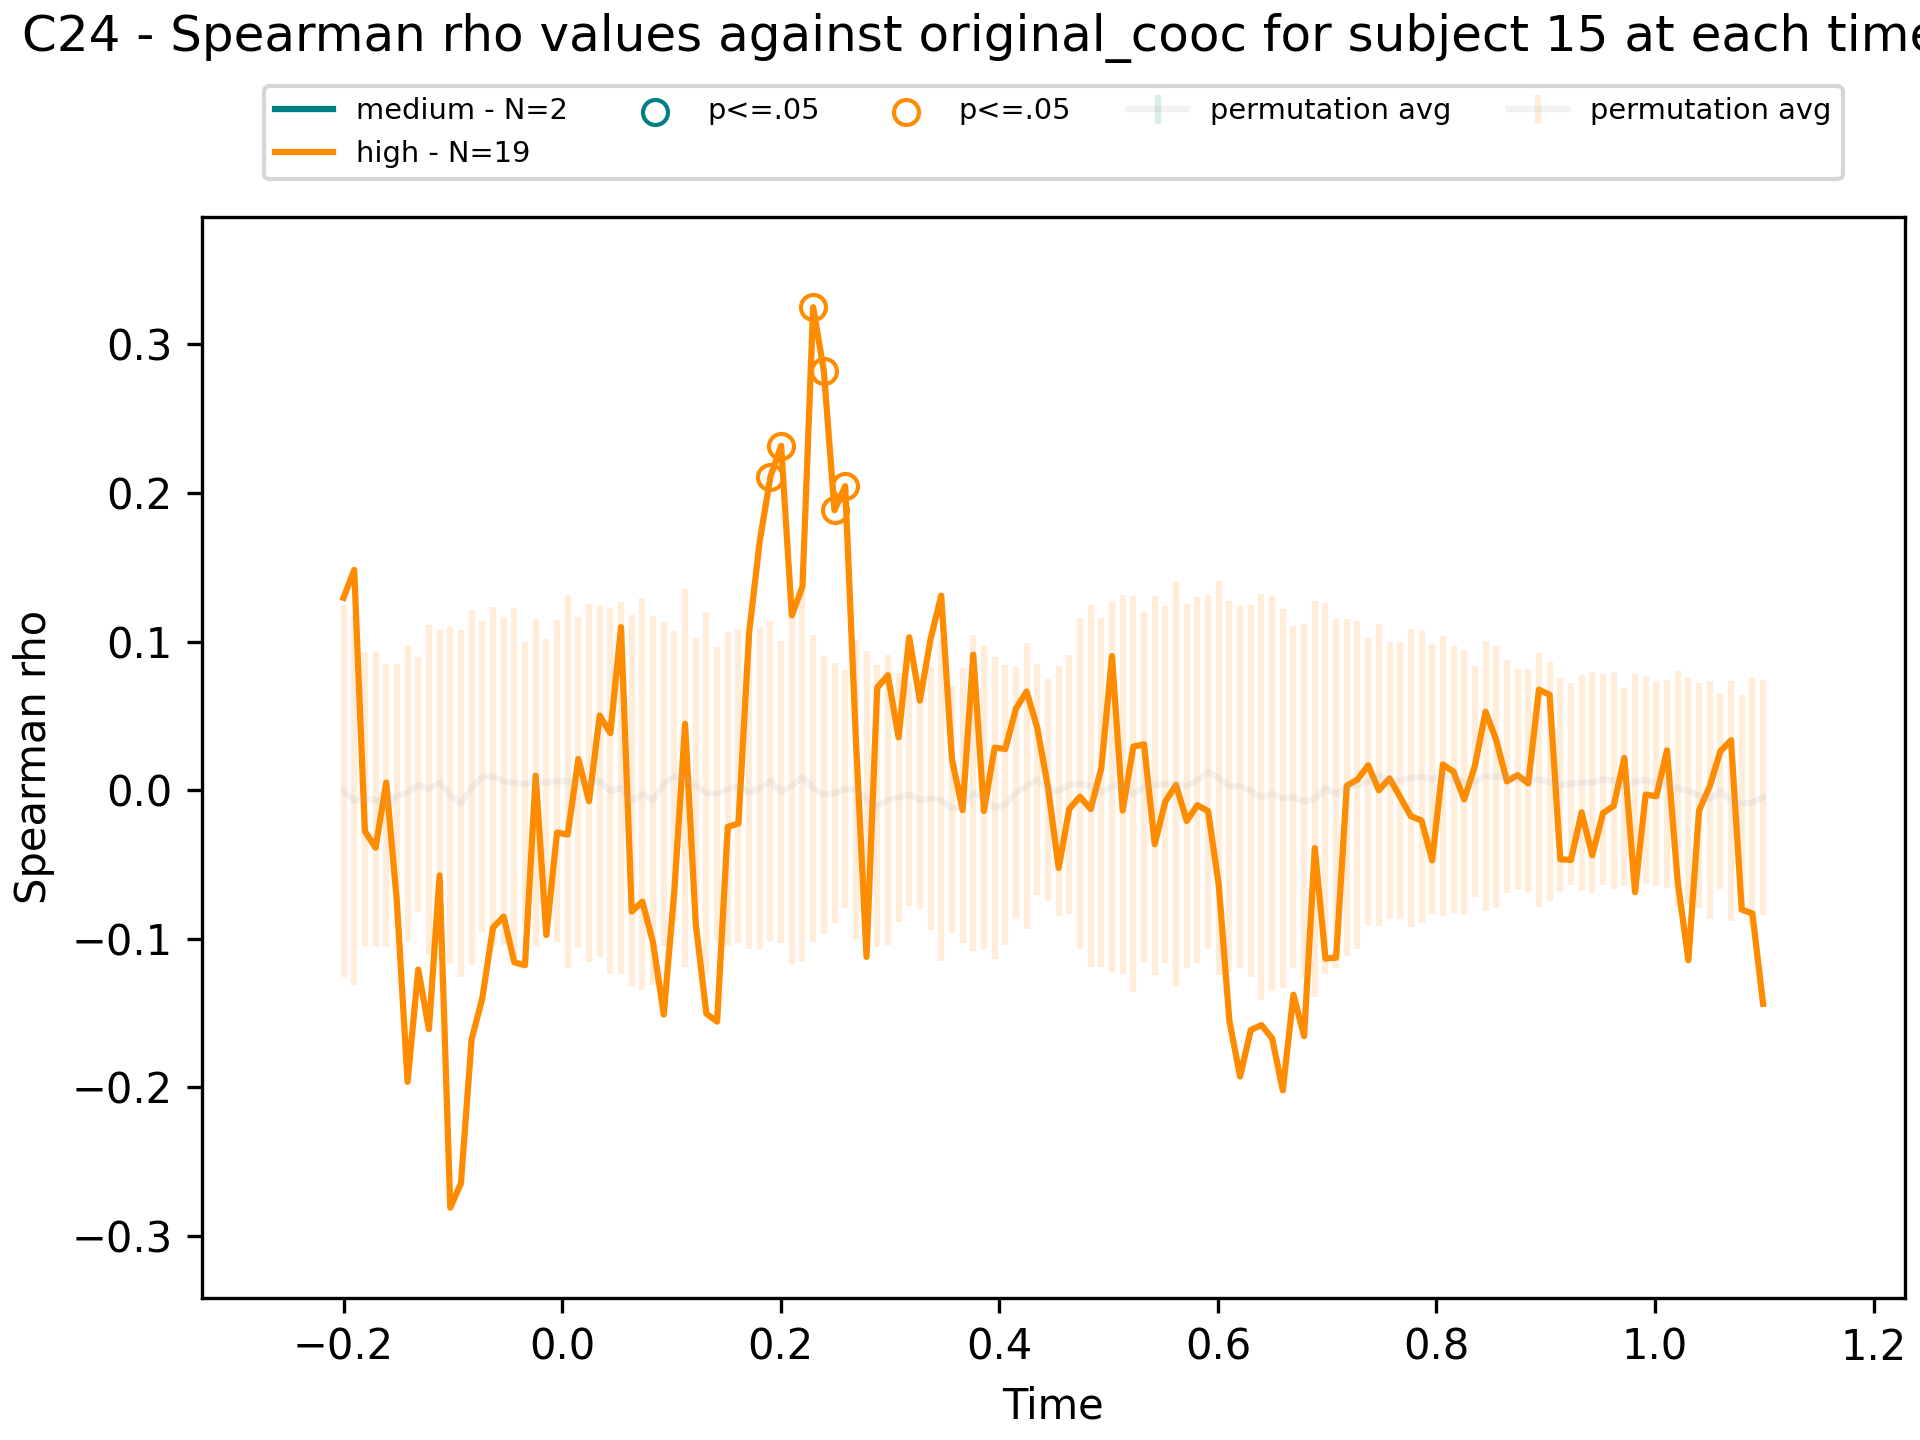 C24 - Spearman rho values against original_cooc for subject 15 at each time
medium - N=2
p<=.05
p<=.05
permutation avg
permutation avg
high - N=19
0.3
0.2
0.1
0.0
−0.1
−0.2
−0.3
Spearman rho
−0.2
0.0
0.2
0.4
0.6
0.8
1.0
1.2
Time